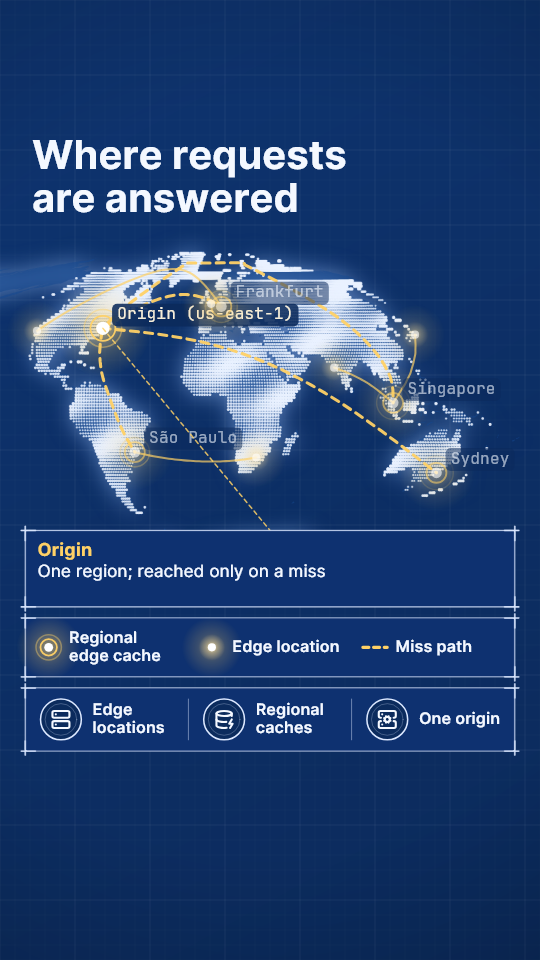 Where requests
are answered
Frankfurt
Origin (us-east-1)
Singapore
São Paulo
Sydney
Origin
One region; reached only on a miss
Regional
edge cache
Edge location
Miss path
Edge
locations
Regional
caches
One origin